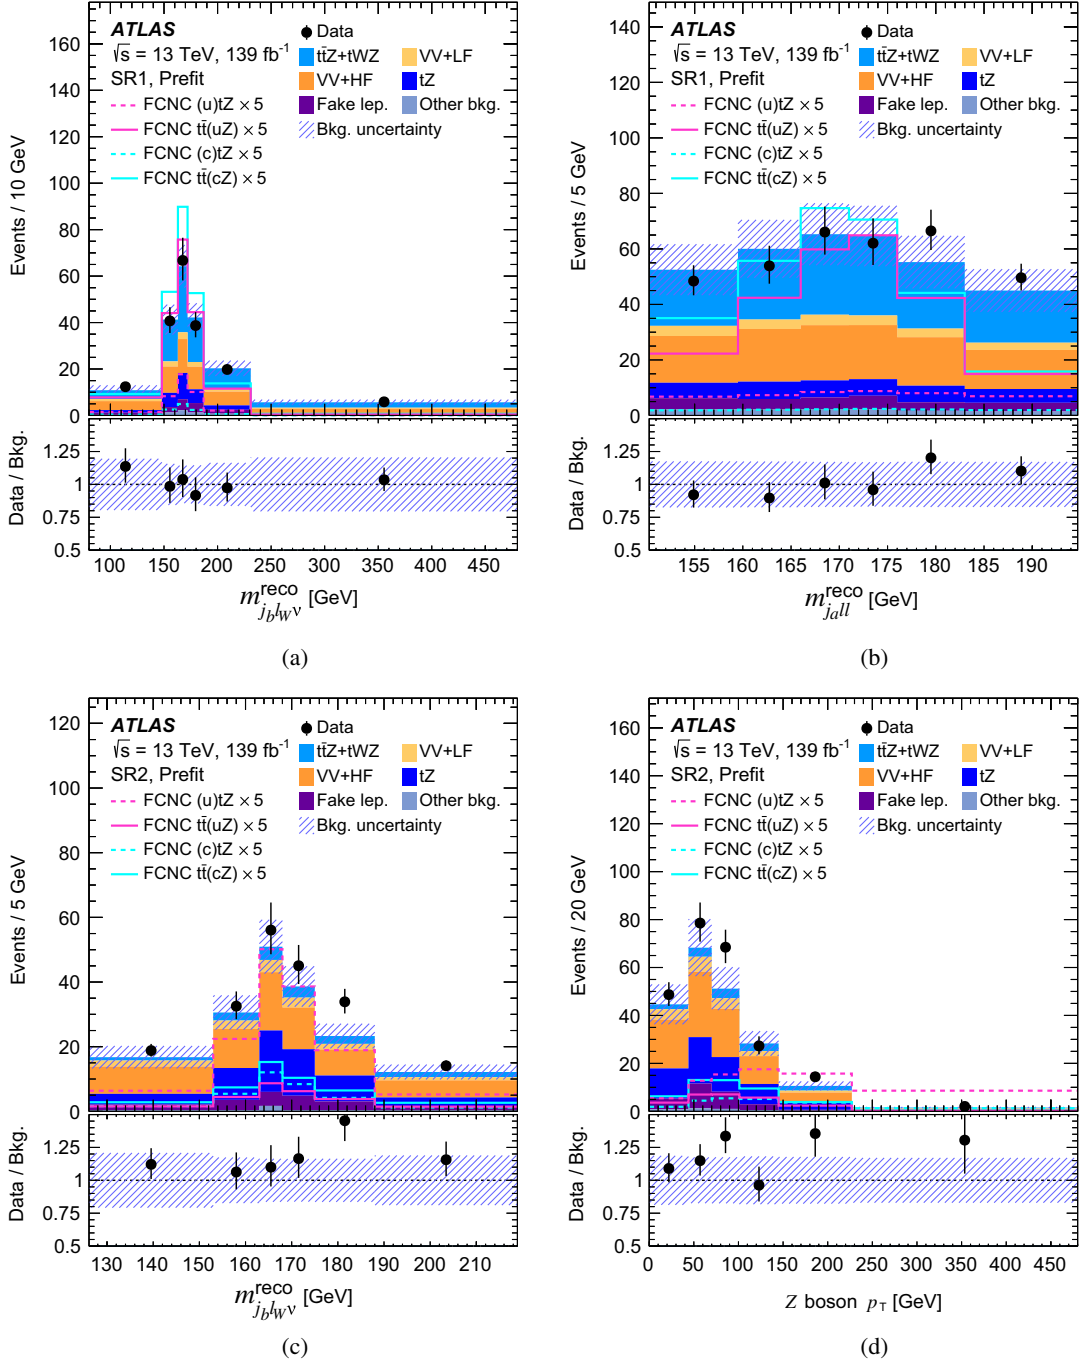 ATLAS
√s = 13 TeV, 139 fb⁻¹
SR1, Prefit
FCNC (u)tZ × 5
FCNC tt̄(uZ) × 5
FCNC (c)tZ × 5
FCNC tt̄(cZ) × 5
Data
tt̄Z+tWZ
VV+LF
VV+HF
tZ
Fake lep.
Other bkg.
Bkg. uncertainty
Events / 10 GeV
160
140
120
100
80
60
40
20
0
Data / Bkg.
1.25
1
0.75
0.5
100 150 200 250 300 350 400 450
m^reco_j_b l_W ν [GeV]
(a)
ATLAS
√s = 13 TeV, 139 fb⁻¹
SR1, Prefit
FCNC (u)tZ × 5
FCNC tt̄(uZ) × 5
FCNC (c)tZ × 5
FCNC tt̄(cZ) × 5
Data
tt̄Z+tWZ
VV+LF
VV+HF
tZ
Fake lep.
Other bkg.
Bkg. uncertainty
Events / 5 GeV
140
120
100
80
60
40
20
0
Data / Bkg.
1.25
1
0.75
0.5
155 160 165 170 175 180 185 190
m^reco_j_a ll [GeV]
(b)
ATLAS
√s = 13 TeV, 139 fb⁻¹
SR2, Prefit
FCNC (u)tZ × 5
FCNC tt̄(uZ) × 5
FCNC (c)tZ × 5
FCNC tt̄(cZ) × 5
Data
tt̄Z+tWZ
VV+LF
VV+HF
tZ
Fake lep.
Other bkg.
Bkg. uncertainty
Events / 5 GeV
120
100
80
60
40
20
0
Data / Bkg.
1.25
1
0.75
0.5
130 140 150 160 170 180 190 200 210
m^reco_j_b l_W ν [GeV]
(c)
ATLAS
√s = 13 TeV, 139 fb⁻¹
SR2, Prefit
FCNC (u)tZ × 5
FCNC tt̄(uZ) × 5
FCNC (c)tZ × 5
FCNC tt̄(cZ) × 5
Data
tt̄Z+tWZ
VV+LF
VV+HF
tZ
Fake lep.
Other bkg.
Bkg. uncertainty
Events / 20 GeV
160
140
120
100
80
60
40
20
0
Data / Bkg.
1.25
1
0.75
0.5
0 50 100 150 200 250 300 350 400 450
Z boson p_T [GeV]
(d)